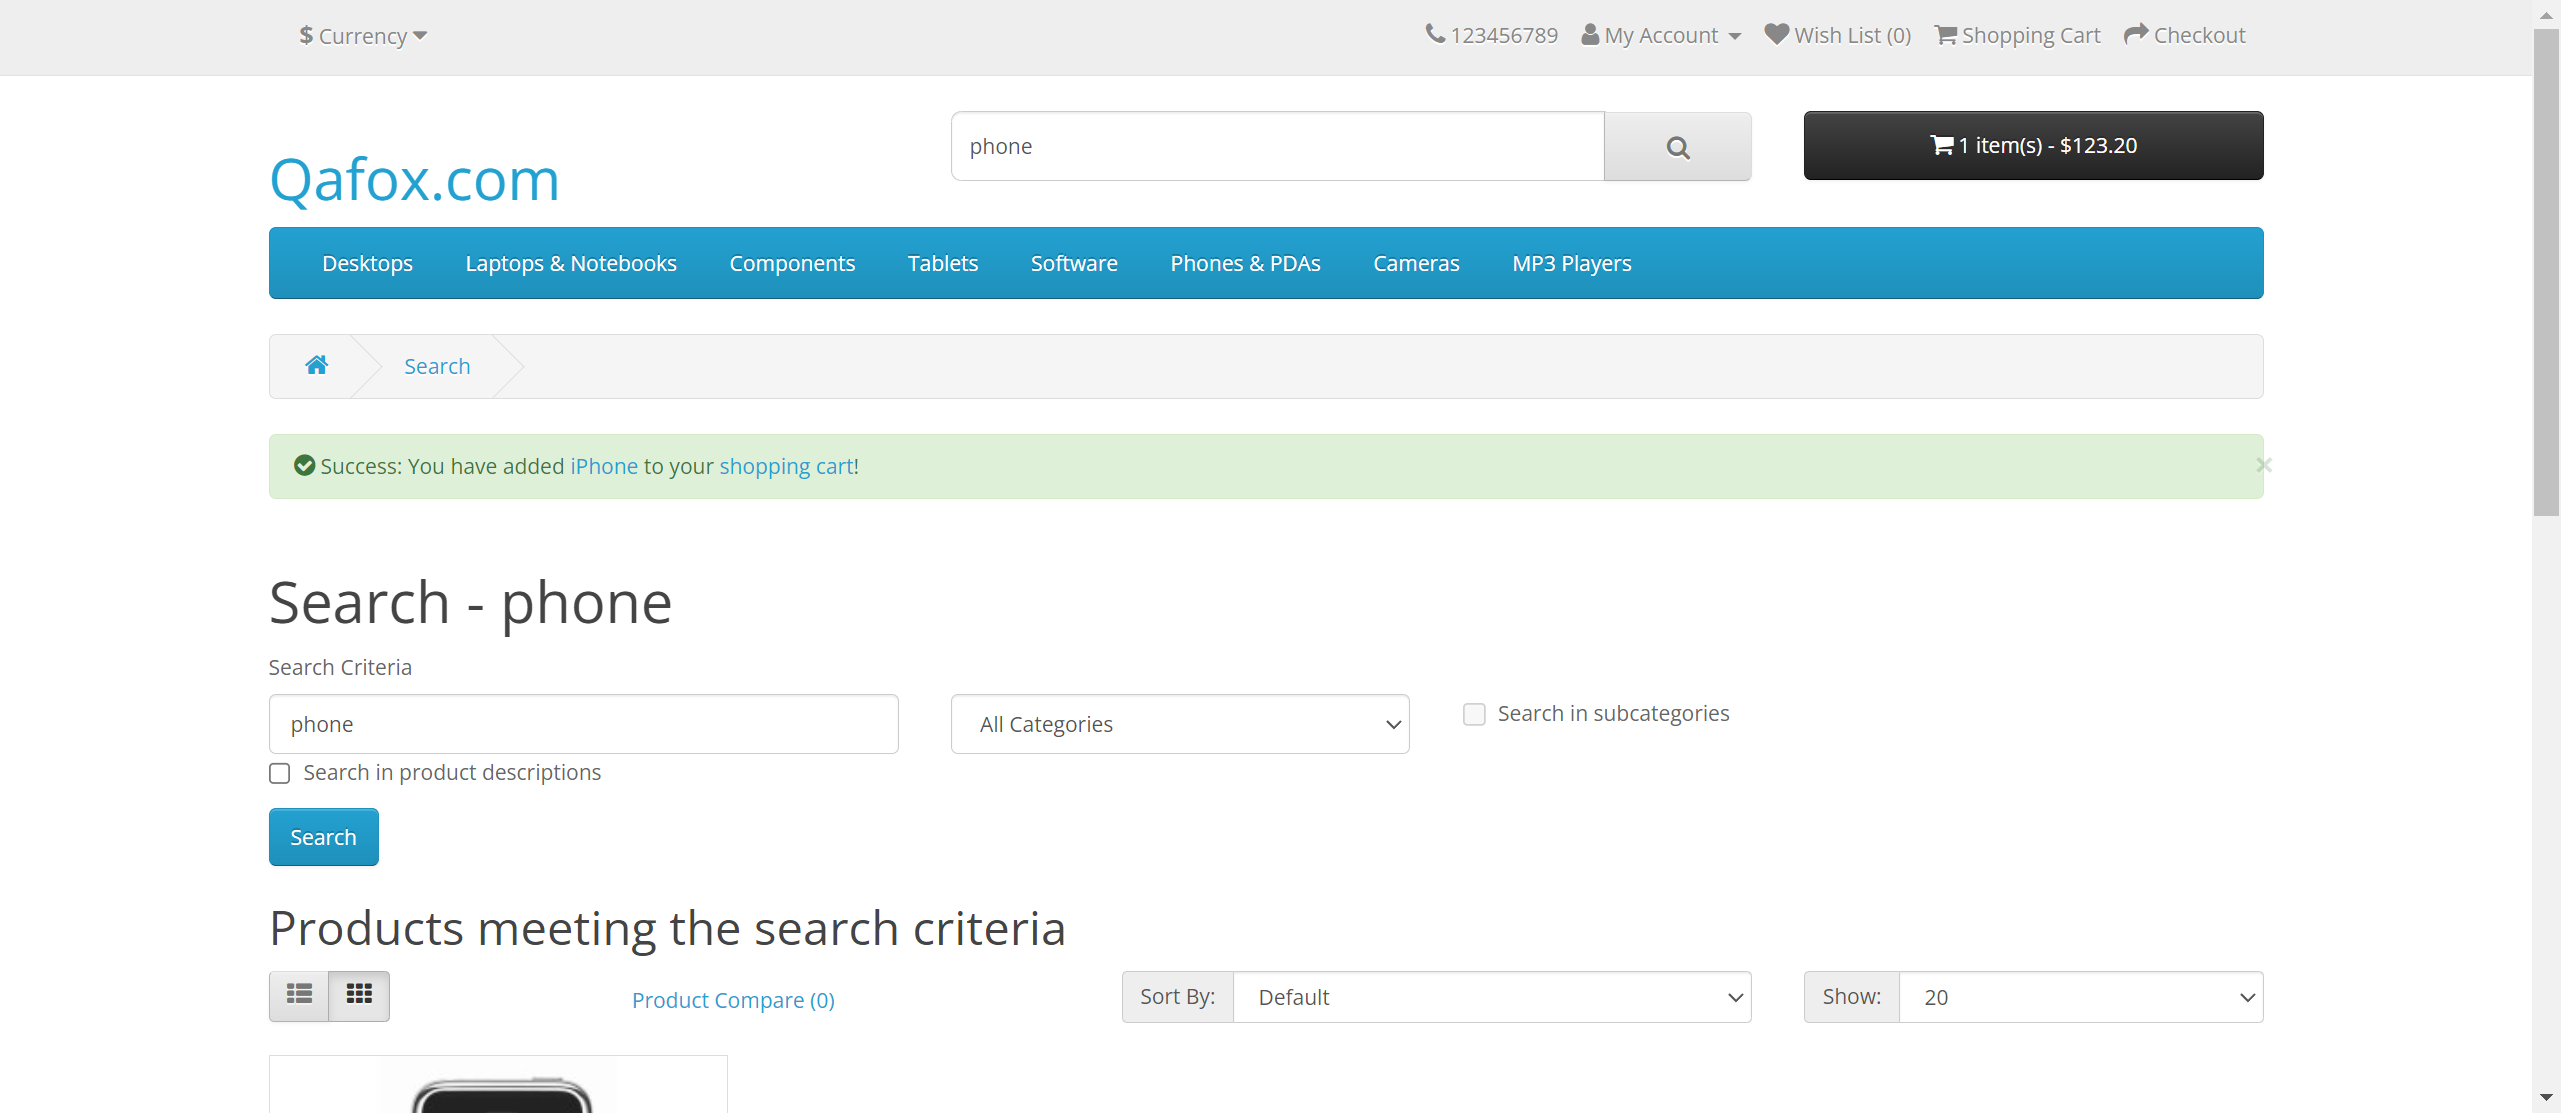 $ Currency
123456789 My Account Wish List (0) Shopping Cart Checkout
Qafox.com
phone
1 item(s) - $123.20
Desktops Laptops & Notebooks Components Tablets Software Phones & PDAs Cameras MP3 Players
Search
Success: You have added iPhone to your shopping cart!
×
Search - phone
Search Criteria
phone
All Categories
Search in subcategories
Search in product descriptions
Search
Products meeting the search criteria
Product Compare (0)
Sort By: Default
Show: 20